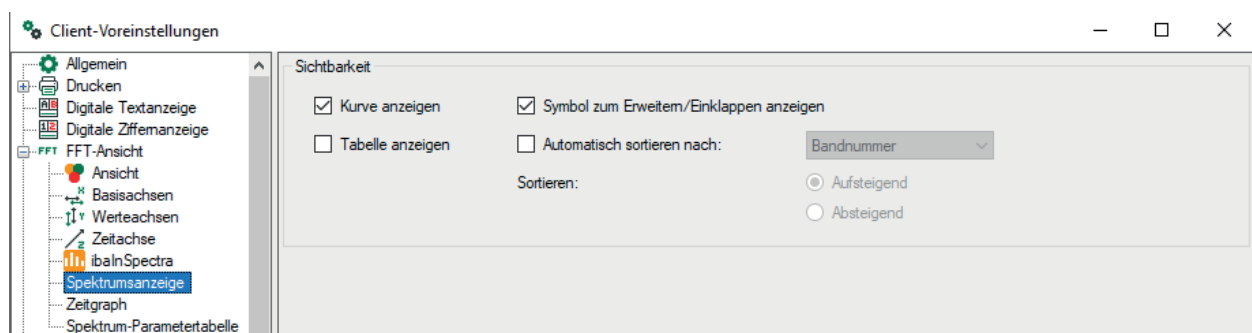 Client-Voreinstellungen
Allgemein
Drucken
Digitale Textanzeige
Digitale Ziffernanzeige
FFT FFT-Ansicht
Ansicht
X Basisachsen
Y Werteachsen
Z Zeitachse
ibaInSpectra
Spektrumsanzeige
Zeitgraph
Spektrum-Parametertabelle
Sichtbarkeit
Kurve anzeigen
Symbol zum Erweitern/Einklappen anzeigen
Tabelle anzeigen
Automatisch sortieren nach:
Bandnummer
Sortieren:
Aufsteigend
Absteigend